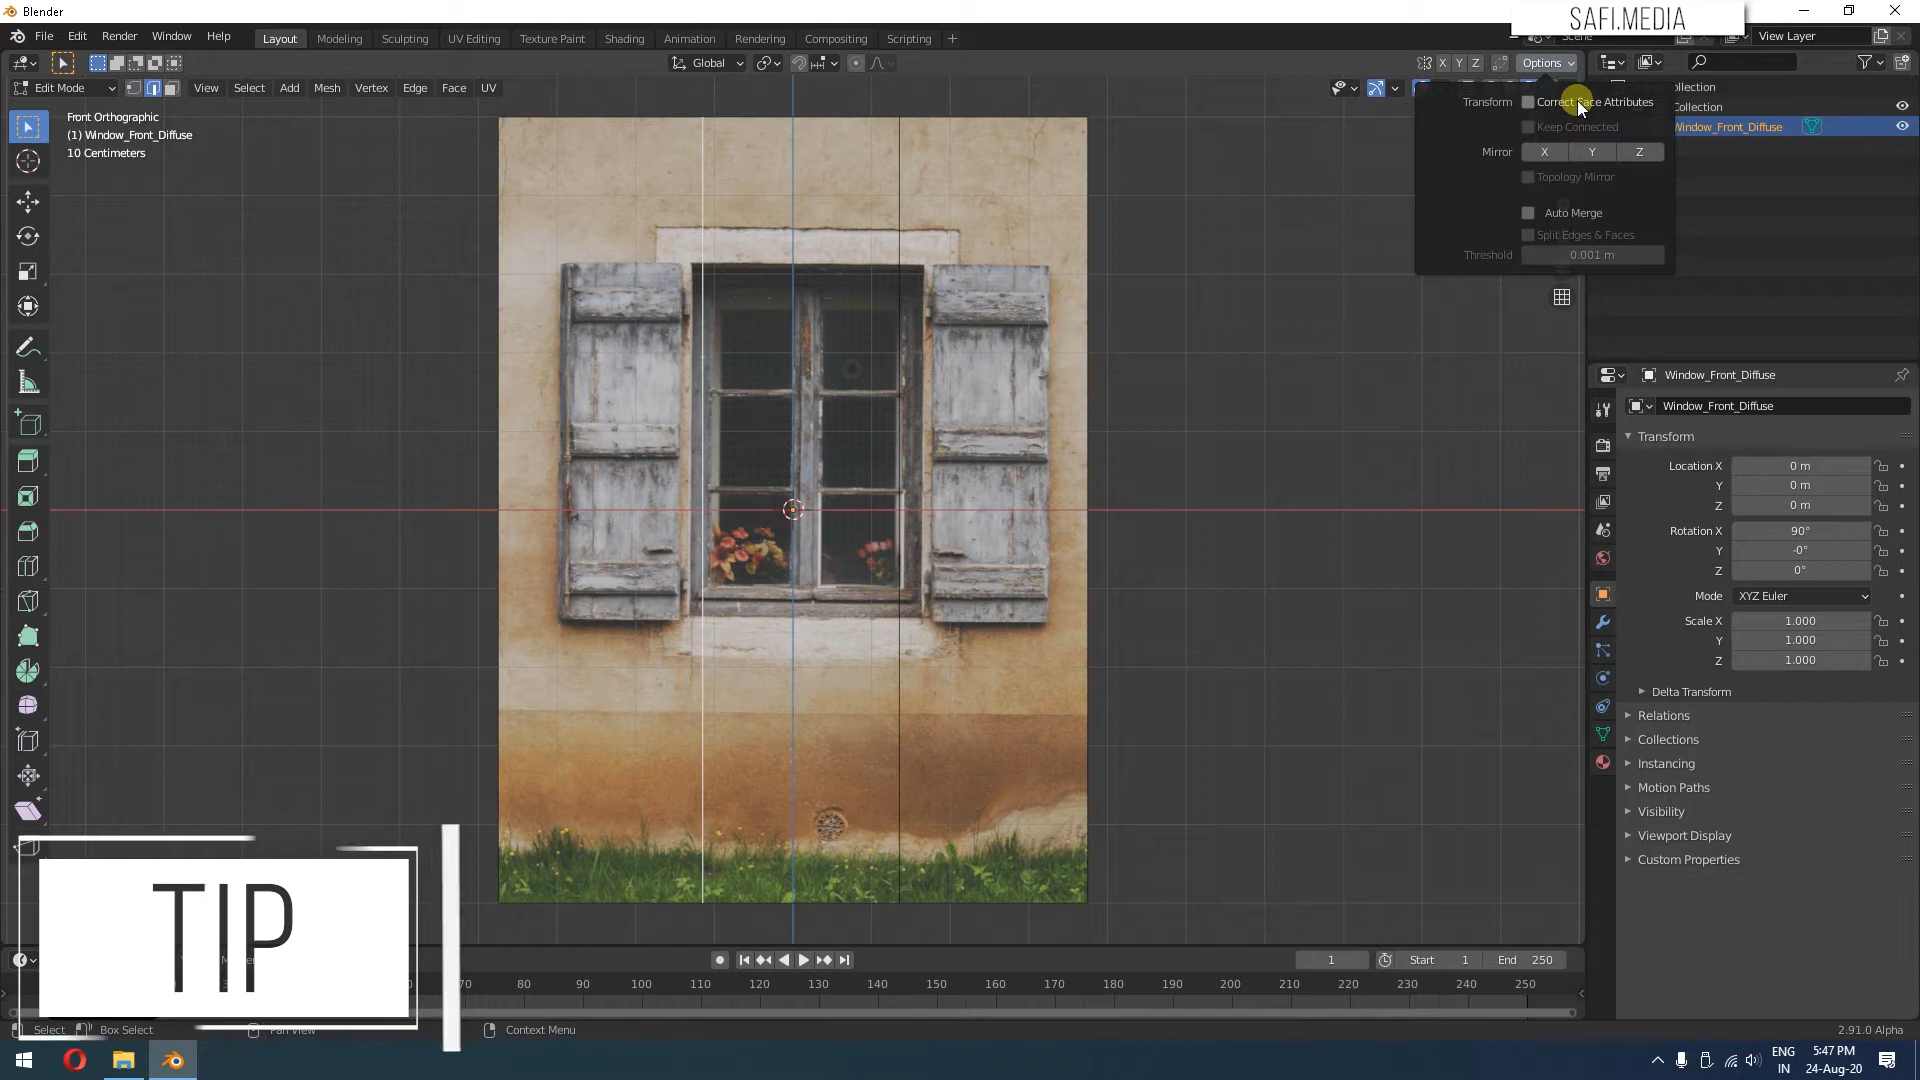 Blender
SAFI.MEDIA
File Edit Render Window Help
Layout Modeling Sculpting UV Editing Texture Paint Shading Animation Rendering Compositing Scripting +
Scene
View Layer
Global
X Y Z
Options
Edit Mode
View Select Add Mesh Vertex Edge Face UV
Front Orthographic
(1) Window_Front_Diffuse
10 Centimeters
Transform
Correct Face Attributes
Keep Connected
Mirror X Y Z
Topology Mirror
Auto Merge
Split Edges & Faces
Threshold 0.001 m
Collection
Window_Front_Diffuse
Window_Front_Diffuse
Window_Front_Diffuse
Transform
Location X 0 m
Y 0 m
Z 0 m
Rotation X 90°
Y -0°
Z 0°
Mode XYZ Euler
Scale X 1.000
Y 1.000
Z 1.000
Delta Transform
Relations
Collections
Instancing
Motion Paths
Visibility
Viewport Display
Custom Properties
TIP
1
Start 1
End 250
70 80 90 100 110 120 130 140 150 160 170 180 190 200 210 220 230 240 250
Select Box Select Pan View Context Menu
2.91.0 Alpha
ENG
IN
5:47 PM
24-Aug-20